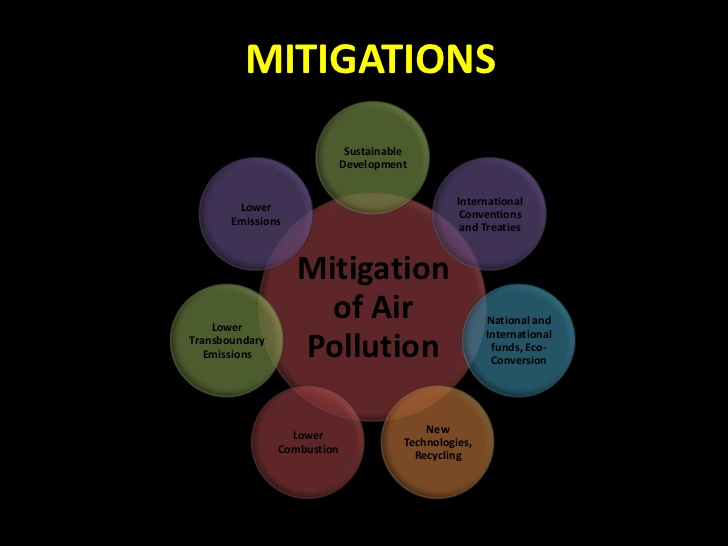 MITIGATIONS
Sustainable
Development
International
Conventions
and Treaties
National and
International
funds, Eco-
Conversion
New
Technologies,
Recycling
Lower
Combustion
Lower
Transboundary
Emissions
Lower
Emissions
Mitigation
of Air
Pollution